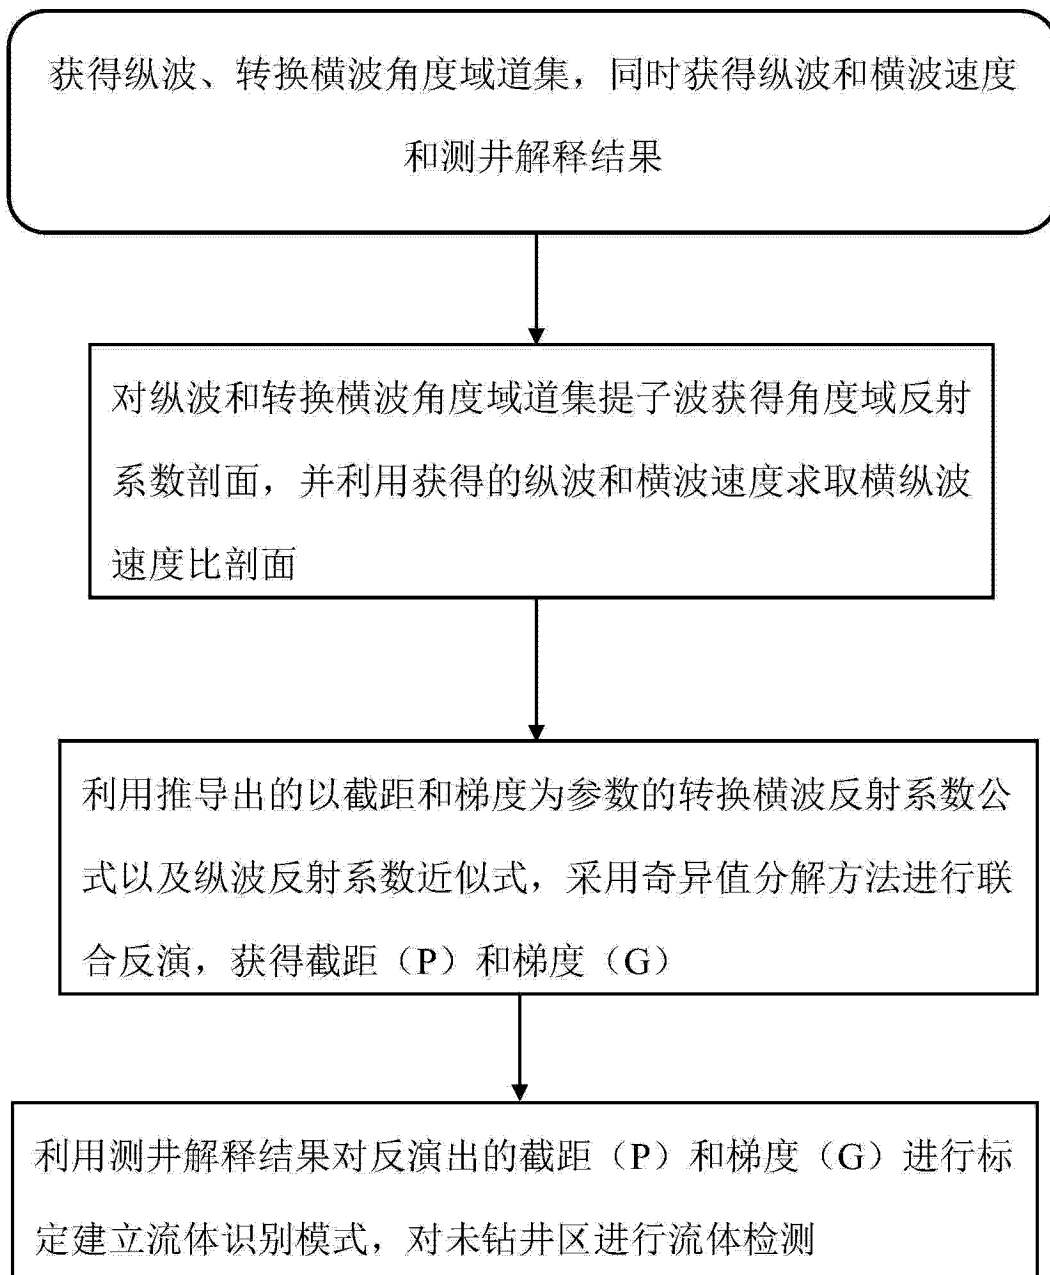 获得纵波、转换横波角度域道集，同时获得纵波和横波速度
和测井解释结果
对纵波和转换横波角度域道集提子波获得角度域反射
系数剖面，并利用获得的纵波和横波速度求取横纵波
速度比剖面
利用推导出的以截距和梯度为参数的转换横波反射系数公
式以及纵波反射系数近似式，采用奇异值分解方法进行联
合反演，获得截距（P）和梯度（G）
利用测井解释结果对反演出的截距（P）和梯度（G）进行标
定建立流体识别模式，对未钻井区进行流体检测